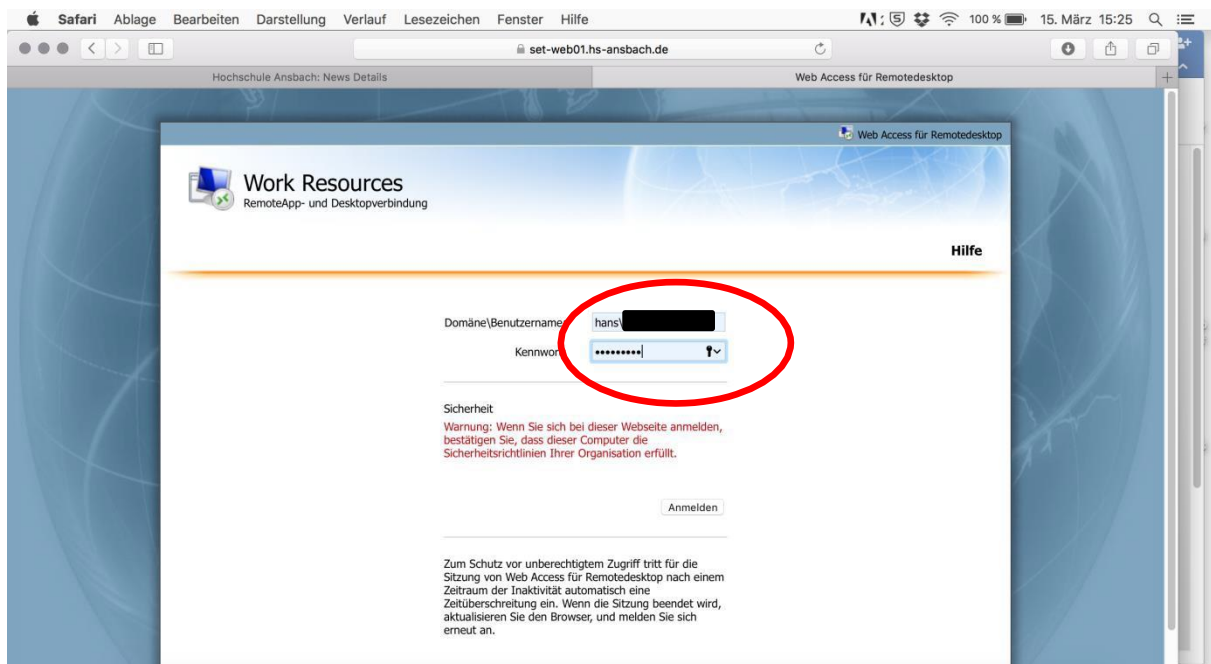 Safari Ablage Bearbeiten Darstellung Verlauf Lesezeichen Fenster Hilfe 100 % 15. März 15:25
set-web01.hs-ansbach.de
Hochschule Ansbach: News Details Web Access für Remotedesktop
Web Access für Remotedesktop
Work Resources
RemoteApp- und Desktopverbindung
Hilfe
Domäne\Benutzername hans\
Kennwor •••••••••
Sicherheit
Warnung: Wenn Sie sich bei dieser Webseite anmelden,
bestätigen Sie, dass dieser Computer die
Sicherheitsrichtlinien Ihrer Organisation erfüllt.
Anmelden
Zum Schutz vor unberechtigtem Zugriff tritt für die
Sitzung von Web Access für Remotedesktop nach einem
Zeitraum der Inaktivität automatisch eine
Zeitüberschreitung ein. Wenn die Sitzung beendet wird,
aktualisieren Sie den Browser, und melden Sie sich
erneut an.